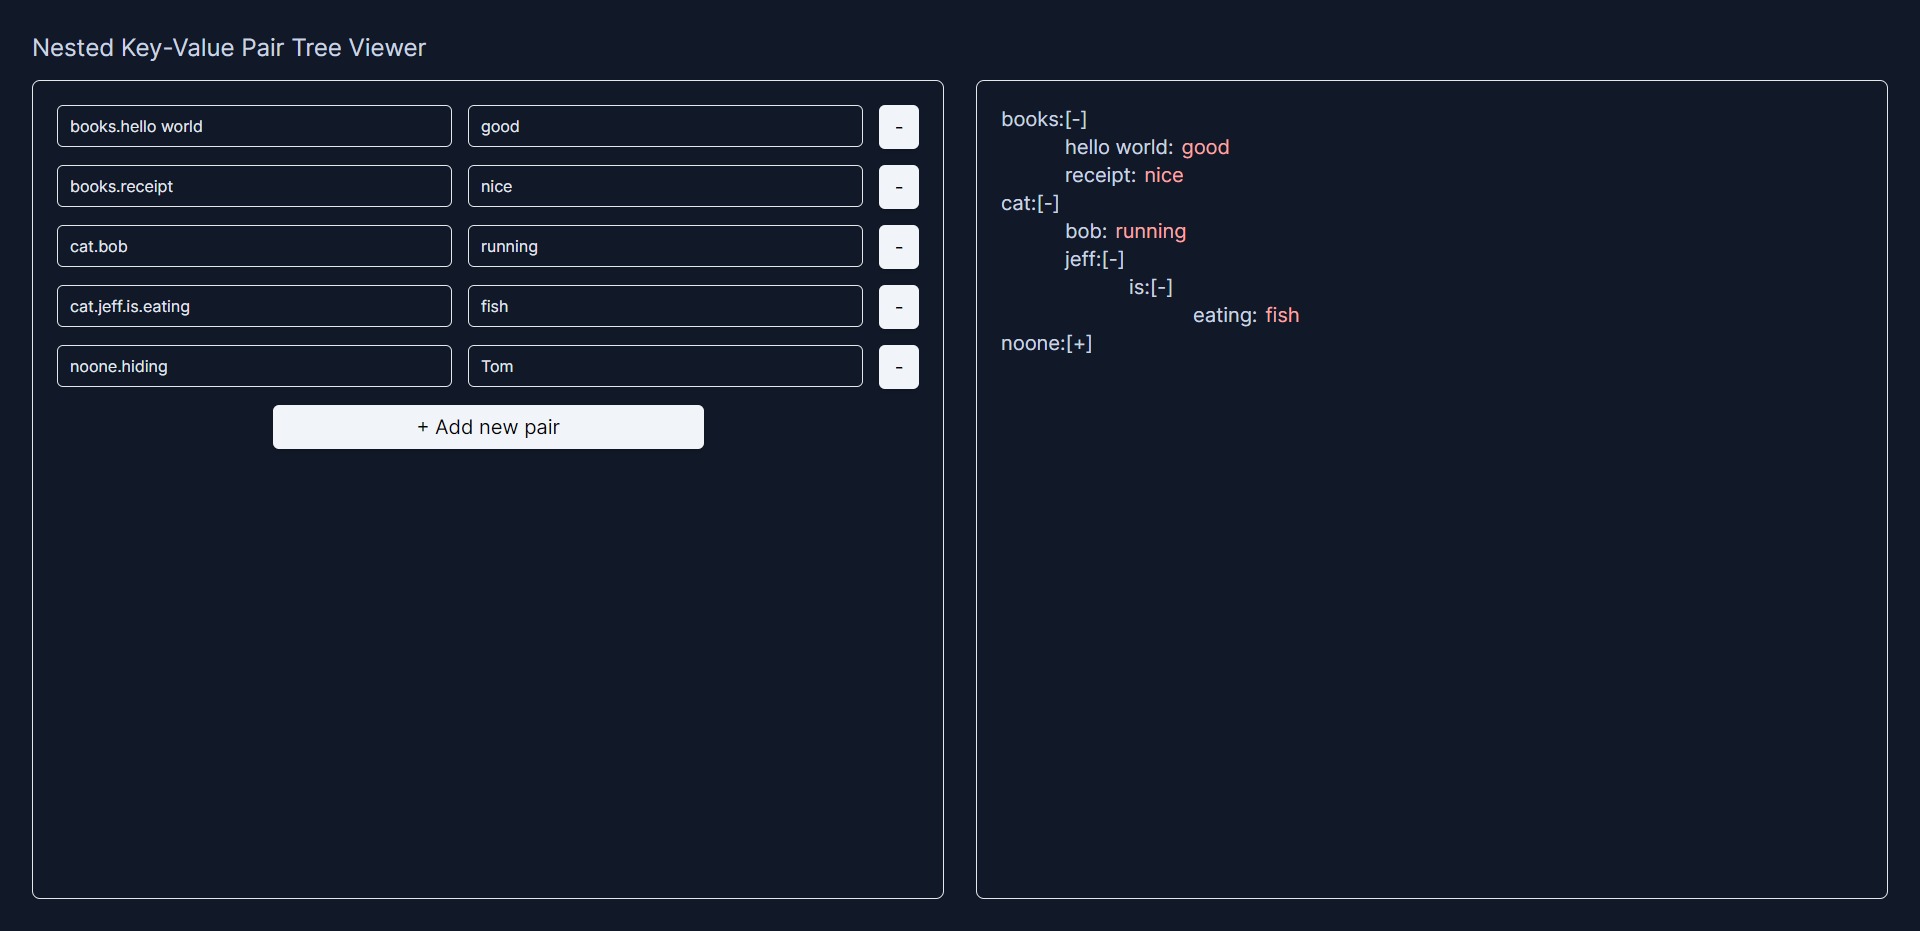 Nested Key-Value Pair Tree Viewer
books.hello world good -
books.receipt nice -
cat.bob running -
cat.jeff.is.eating fish -
noone.hiding Tom -
+ Add new pair
books:[-]
hello world: good
receipt: nice
cat:[-]
bob: running
jeff:[-]
is:[-]
eating: fish
noone:[+]